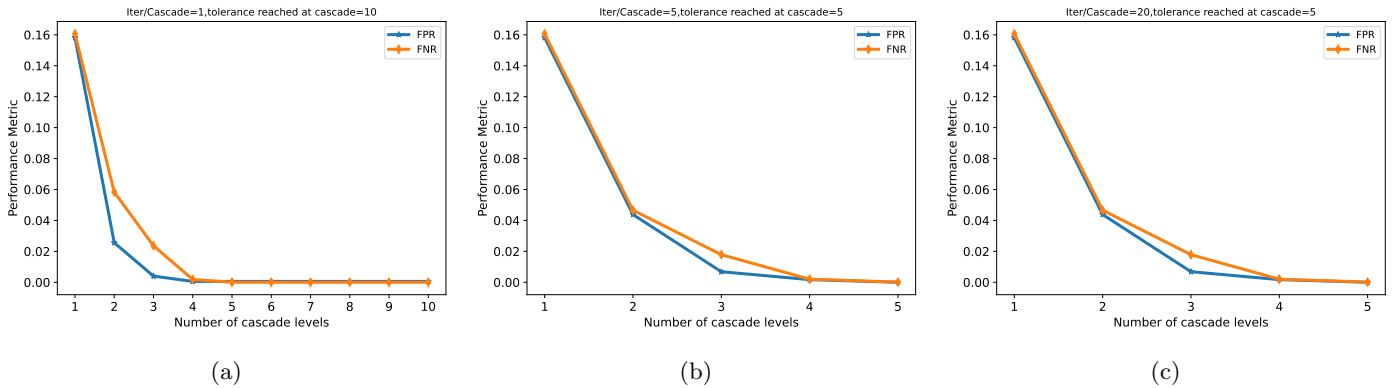 Iter/Cascade=1,tolerance reached at cascade=10
FPR
FNR
0.16
0.14
0.12
0.10
0.08
0.06
0.04
0.02
0.00
Performance Metric
1 2 3 4 5 6 7 8 9 10
Number of cascade levels
(a)
Iter/Cascade=5,tolerance reached at cascade=5
FPR
FNR
0.16
0.14
0.12
0.10
0.08
0.06
0.04
0.02
0.00
Performance Metric
1 2 3 4 5
Number of cascade levels
(b)
Iter/Cascade=20,tolerance reached at cascade=5
FPR
FNR
0.16
0.14
0.12
0.10
0.08
0.06
0.04
0.02
0.00
Performance Metric
1 2 3 4 5
Number of cascade levels
(c)